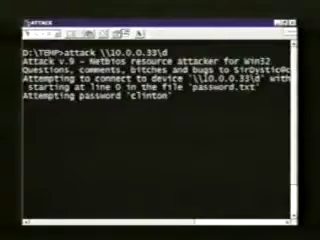 ATTACK
D:\TEMP>attack \\10.0.0.33\d
Attack v.9 - Netbios resource attacker for Win32
Questions, comments, bitches and bugs to SirDystic@c
Attempting to connect to device '\\10.0.0.33\d' with
starting at line 0 in the file 'password.txt'
Attempting password 'clinton'